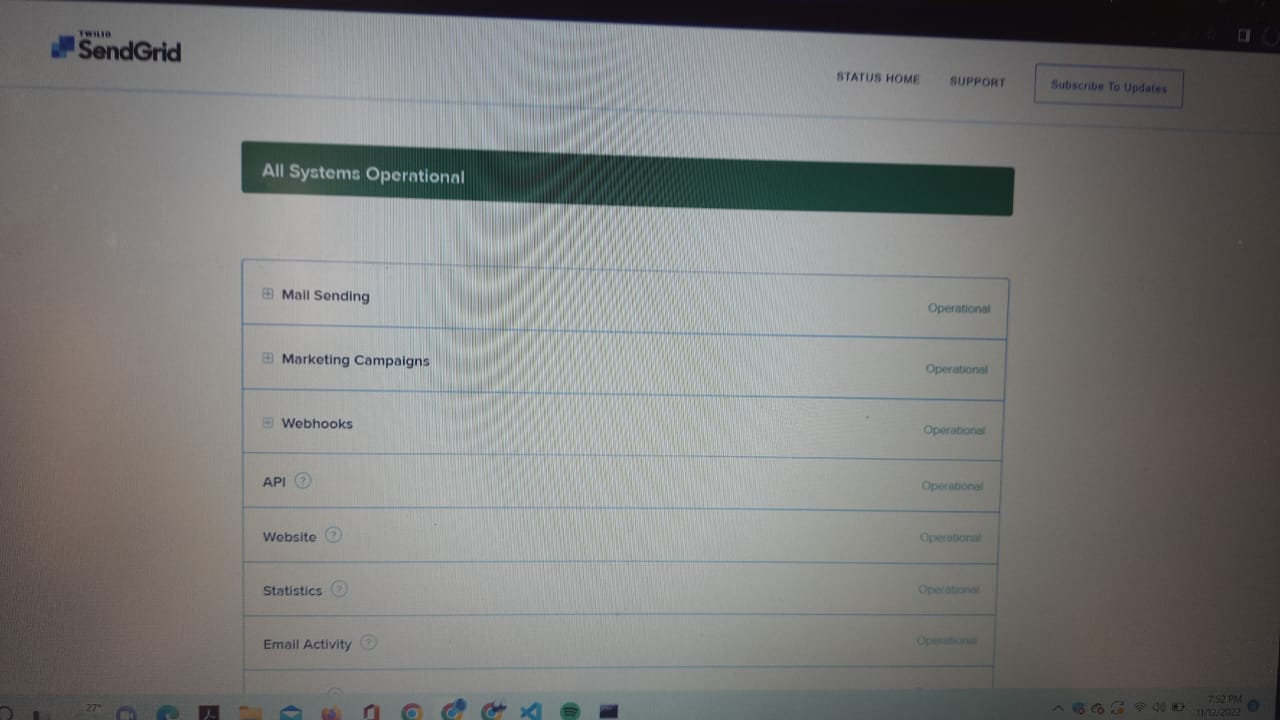 TWILIO
SendGrid
STATUS HOME
SUPPORT
Subscribe To Updates
All Systems Operational
Mail Sending
Operational
Marketing Campaigns
Operational
Webhooks
Operational
API ?
Operational
Website ?
Operational
Statistics ?
Operational
Email Activity ?
Operational
27°
7:52 PM
11/12/2022